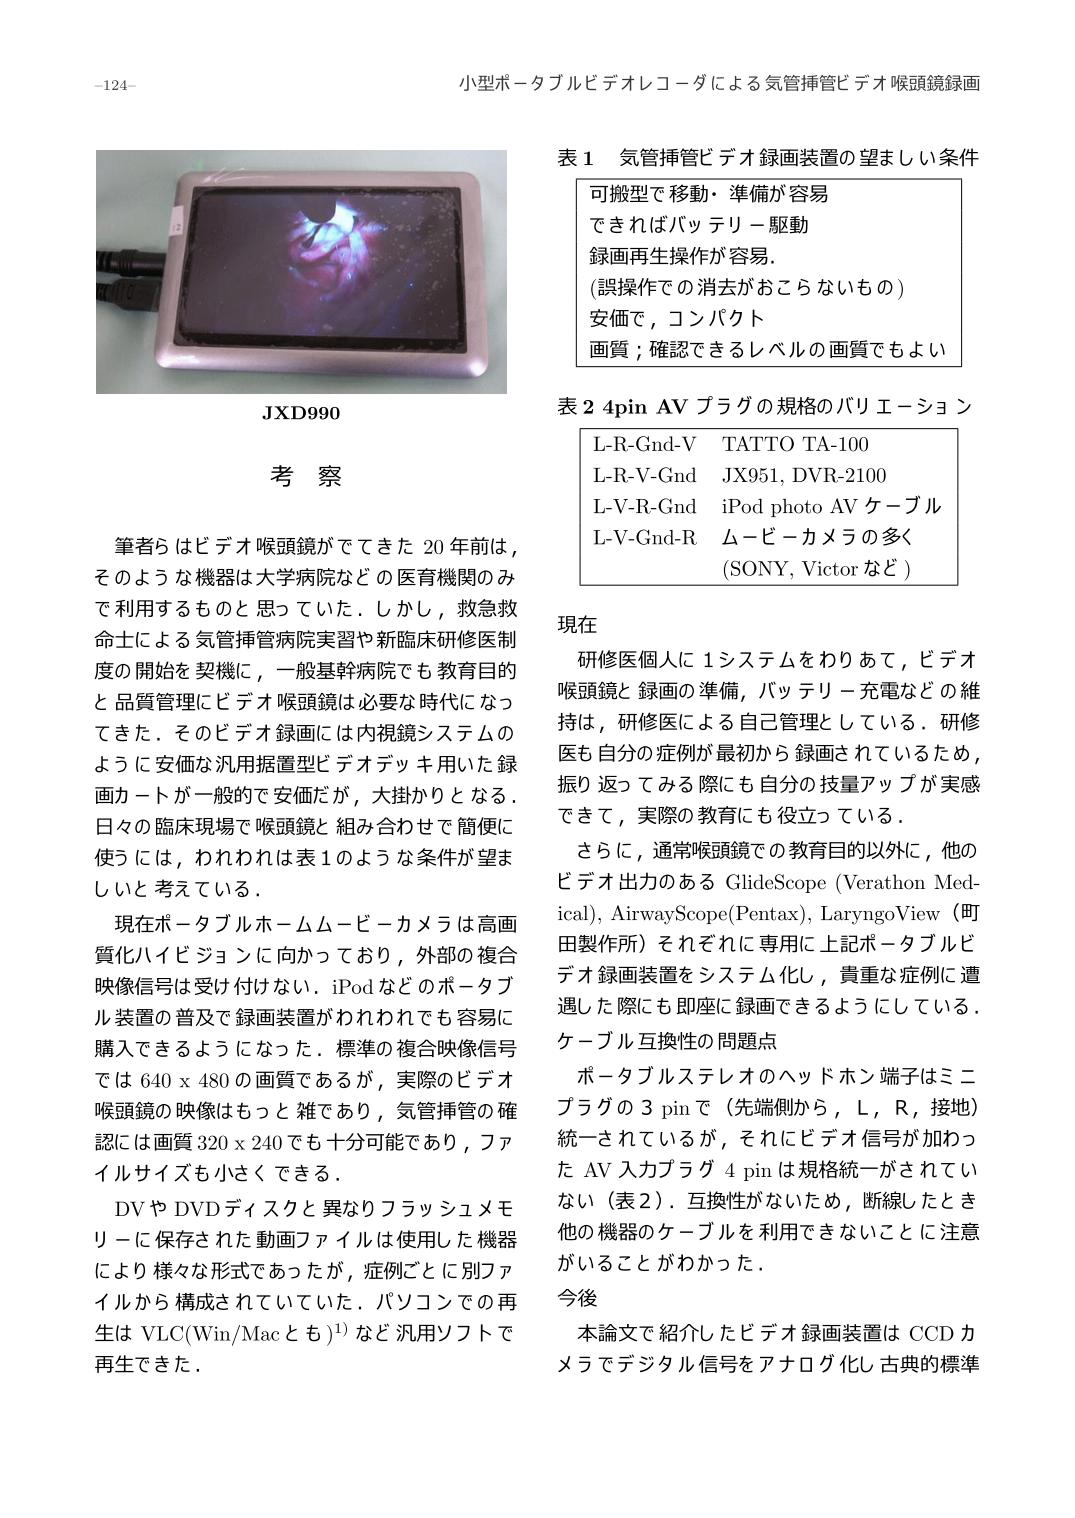 –124–
小型ポータブルビデオレコーダによる気管挿管ビデオ喉頭鏡録画
JXD990
考 察
筆者らはビデオ喉頭鏡がでてきた 20 年前は,
そのような機器は大学病院などの医育機関のみ
で利用するものと思っていた. しかし, 救急救
命士による気管挿管病院実習や新臨床研修医制
度の開始を契機に, 一般基幹病院でも教育目的
と品質管理にビデオ喉頭鏡は必要な時代になっ
てきた. そのビデオ録画には内視鏡システムの
ように安価な汎用据置型ビデオデッキ用いた録
画カートが一般的で安価だが, 大掛かりとなる.
日々の臨床現場で喉頭鏡と組み合わせで簡便に
使うには, われわれは表1のような条件が望ま
しいと考えている.
現在ポータブルホームムービーカメラは高画
質化ハイビジョンに向かっており, 外部の複合
映像信号は受け付けない. iPod などのポータブ
ル装置の普及で録画装置がわれわれでも容易に
購入できるようになった. 標準の複合映像信号
では 640 x 480 の画質であるが, 実際のビデオ
喉頭鏡の映像はもっと雑であり, 気管挿管の確
認には画質 320 x 240 でも十分可能であり, ファ
イルサイズも小さくできる.
DV や DVD ディスクと異なりフラッシュメモ
リーに保存された動画ファイルは使用した機器
により様々な形式であったが, 症例ごとに別ファ
イルから構成されていていた. パソコンでの再
生は VLC(Win/Mac とも)1) など汎用ソフトで
再生できた.
表 1 気管挿管ビデオ録画装置の望ましい条件
可搬型で移動・準備が容易
できればバッテリー駆動
録画再生操作が容易.
(誤操作での消去がおこらないもの)
安価で, コンパクト
画質;確認できるレベルの画質でもよい
表 2 4pin AV プラグの規格のバリエーション
L-R-Gnd-V TATTO TA-100
L-R-V-Gnd JX951, DVR-2100
L-V-R-Gnd iPod photo AV ケーブル
L-V-Gnd-R ムービーカメラの多く
(SONY, Victor など)
現在
研修医個人に 1システムをわりあて, ビデオ
喉頭鏡と録画の準備, バッテリー充電などの維
持は, 研修医による自己管理としている. 研修
医も自分の症例が最初から録画されているため,
振り返ってみる際にも自分の技量アップが実感
できて, 実際の教育にも役立っている.
さらに, 通常喉頭鏡での教育目的以外に, 他の
ビデオ出力のある GlideScope (Verathon Med-
ical), AirwayScope(Pentax), LaryngoView（町
田製作所）それぞれに専用に上記ポータブルビ
デオ録画装置をシステム化し, 貴重な症例に遭
遇した際にも即座に録画できるようにしている.
ケーブル互換性の問題点
ポータブルステレオのヘッドホン端子はミニ
プラグの 3 pin で（先端側から, L, R, 接地）
統一されているが, それにビデオ信号が加わっ
た AV 入力プラグ 4 pin は規格統一がされてい
ない（表2）. 互換性がないため, 断線したとき
他の機器のケーブルを利用できないことに注意
がいることがわかった.
今後
本論文で紹介したビデオ録画装置は CCD カ
メラでデジタル信号をアナログ化し古典的標準